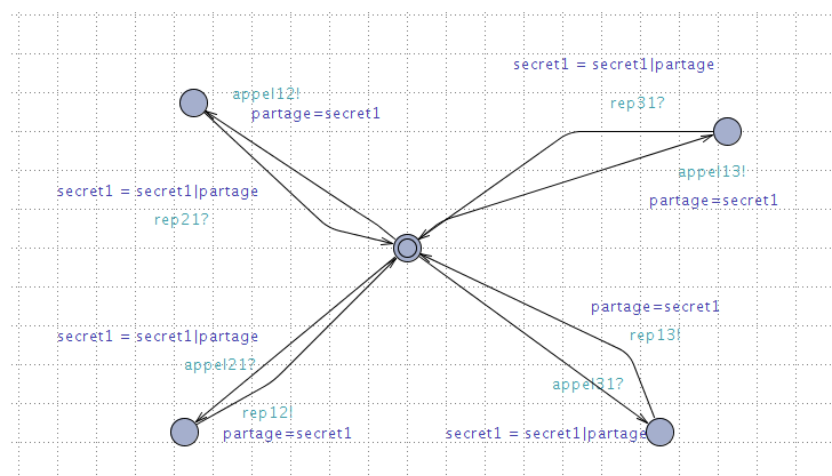 secret1 = secret1|partage
appel12!
rep31?
partage=secret1
appel13!
secret1 = secret1|partage
partage=secret1
rep21?
partage=secret1
secret1 = secret1|partage
rep13!
appel21?
appel31?
rep12!
partage=secret1
secret1 = secret1|partage